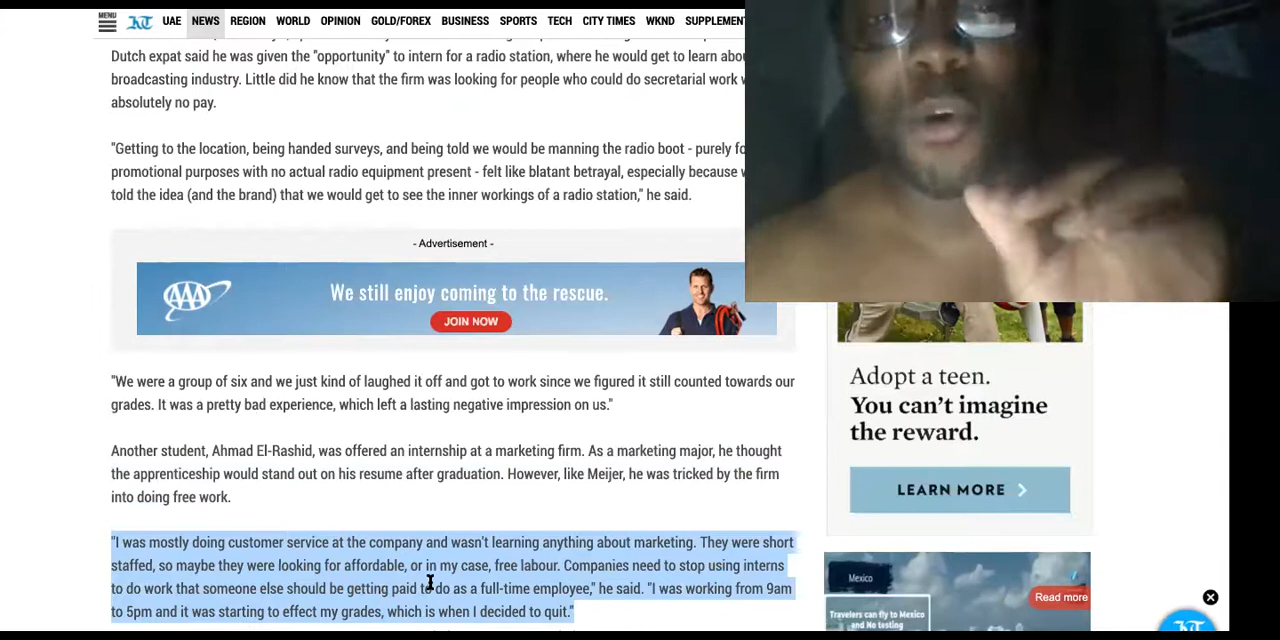 MENU
KT
UAE NEWS REGION WORLD OPINION GOLD/FOREX BUSINESS SPORTS TECH CITY TIMES WKND SUPPLEMENT
Dutch expat said he was given the "opportunity" to intern for a radio station, where he would get to learn abou
broadcasting industry. Little did he know that the firm was looking for people who could do secretarial work w
absolutely no pay.
"Getting to the location, being handed surveys, and being told we would be manning the radio boot - purely fo
promotional purposes with no actual radio equipment present - felt like blatant betrayal, especially because w
told the idea (and the brand) that we would get to see the inner workings of a radio station," he said.
- Advertisement -
AAA
We still enjoy coming to the rescue.
JOIN NOW
"We were a group of six and we just kind of laughed it off and got to work since we figured it still counted towards our
grades. It was a pretty bad experience, which left a lasting negative impression on us."
Another student, Ahmad El-Rashid, was offered an internship at a marketing firm. As a marketing major, he thought
the apprenticeship would stand out on his resume after graduation. However, like Meijer, he was tricked by the firm
into doing free work.
"I was mostly doing customer service at the company and wasn't learning anything about marketing. They were short
staffed, so maybe they were looking for affordable, or in my case, free labour. Companies need to stop using interns
to do work that someone else should be getting paid to do as a full-time employee," he said. "I was working from 9am
to 5pm and it was starting to effect my grades, which is when I decided to quit."
Adopt a teen.
You can't imagine
the reward.
LEARN MORE
Mexico
Read more
Travelers can fly to Mexico
and No testing